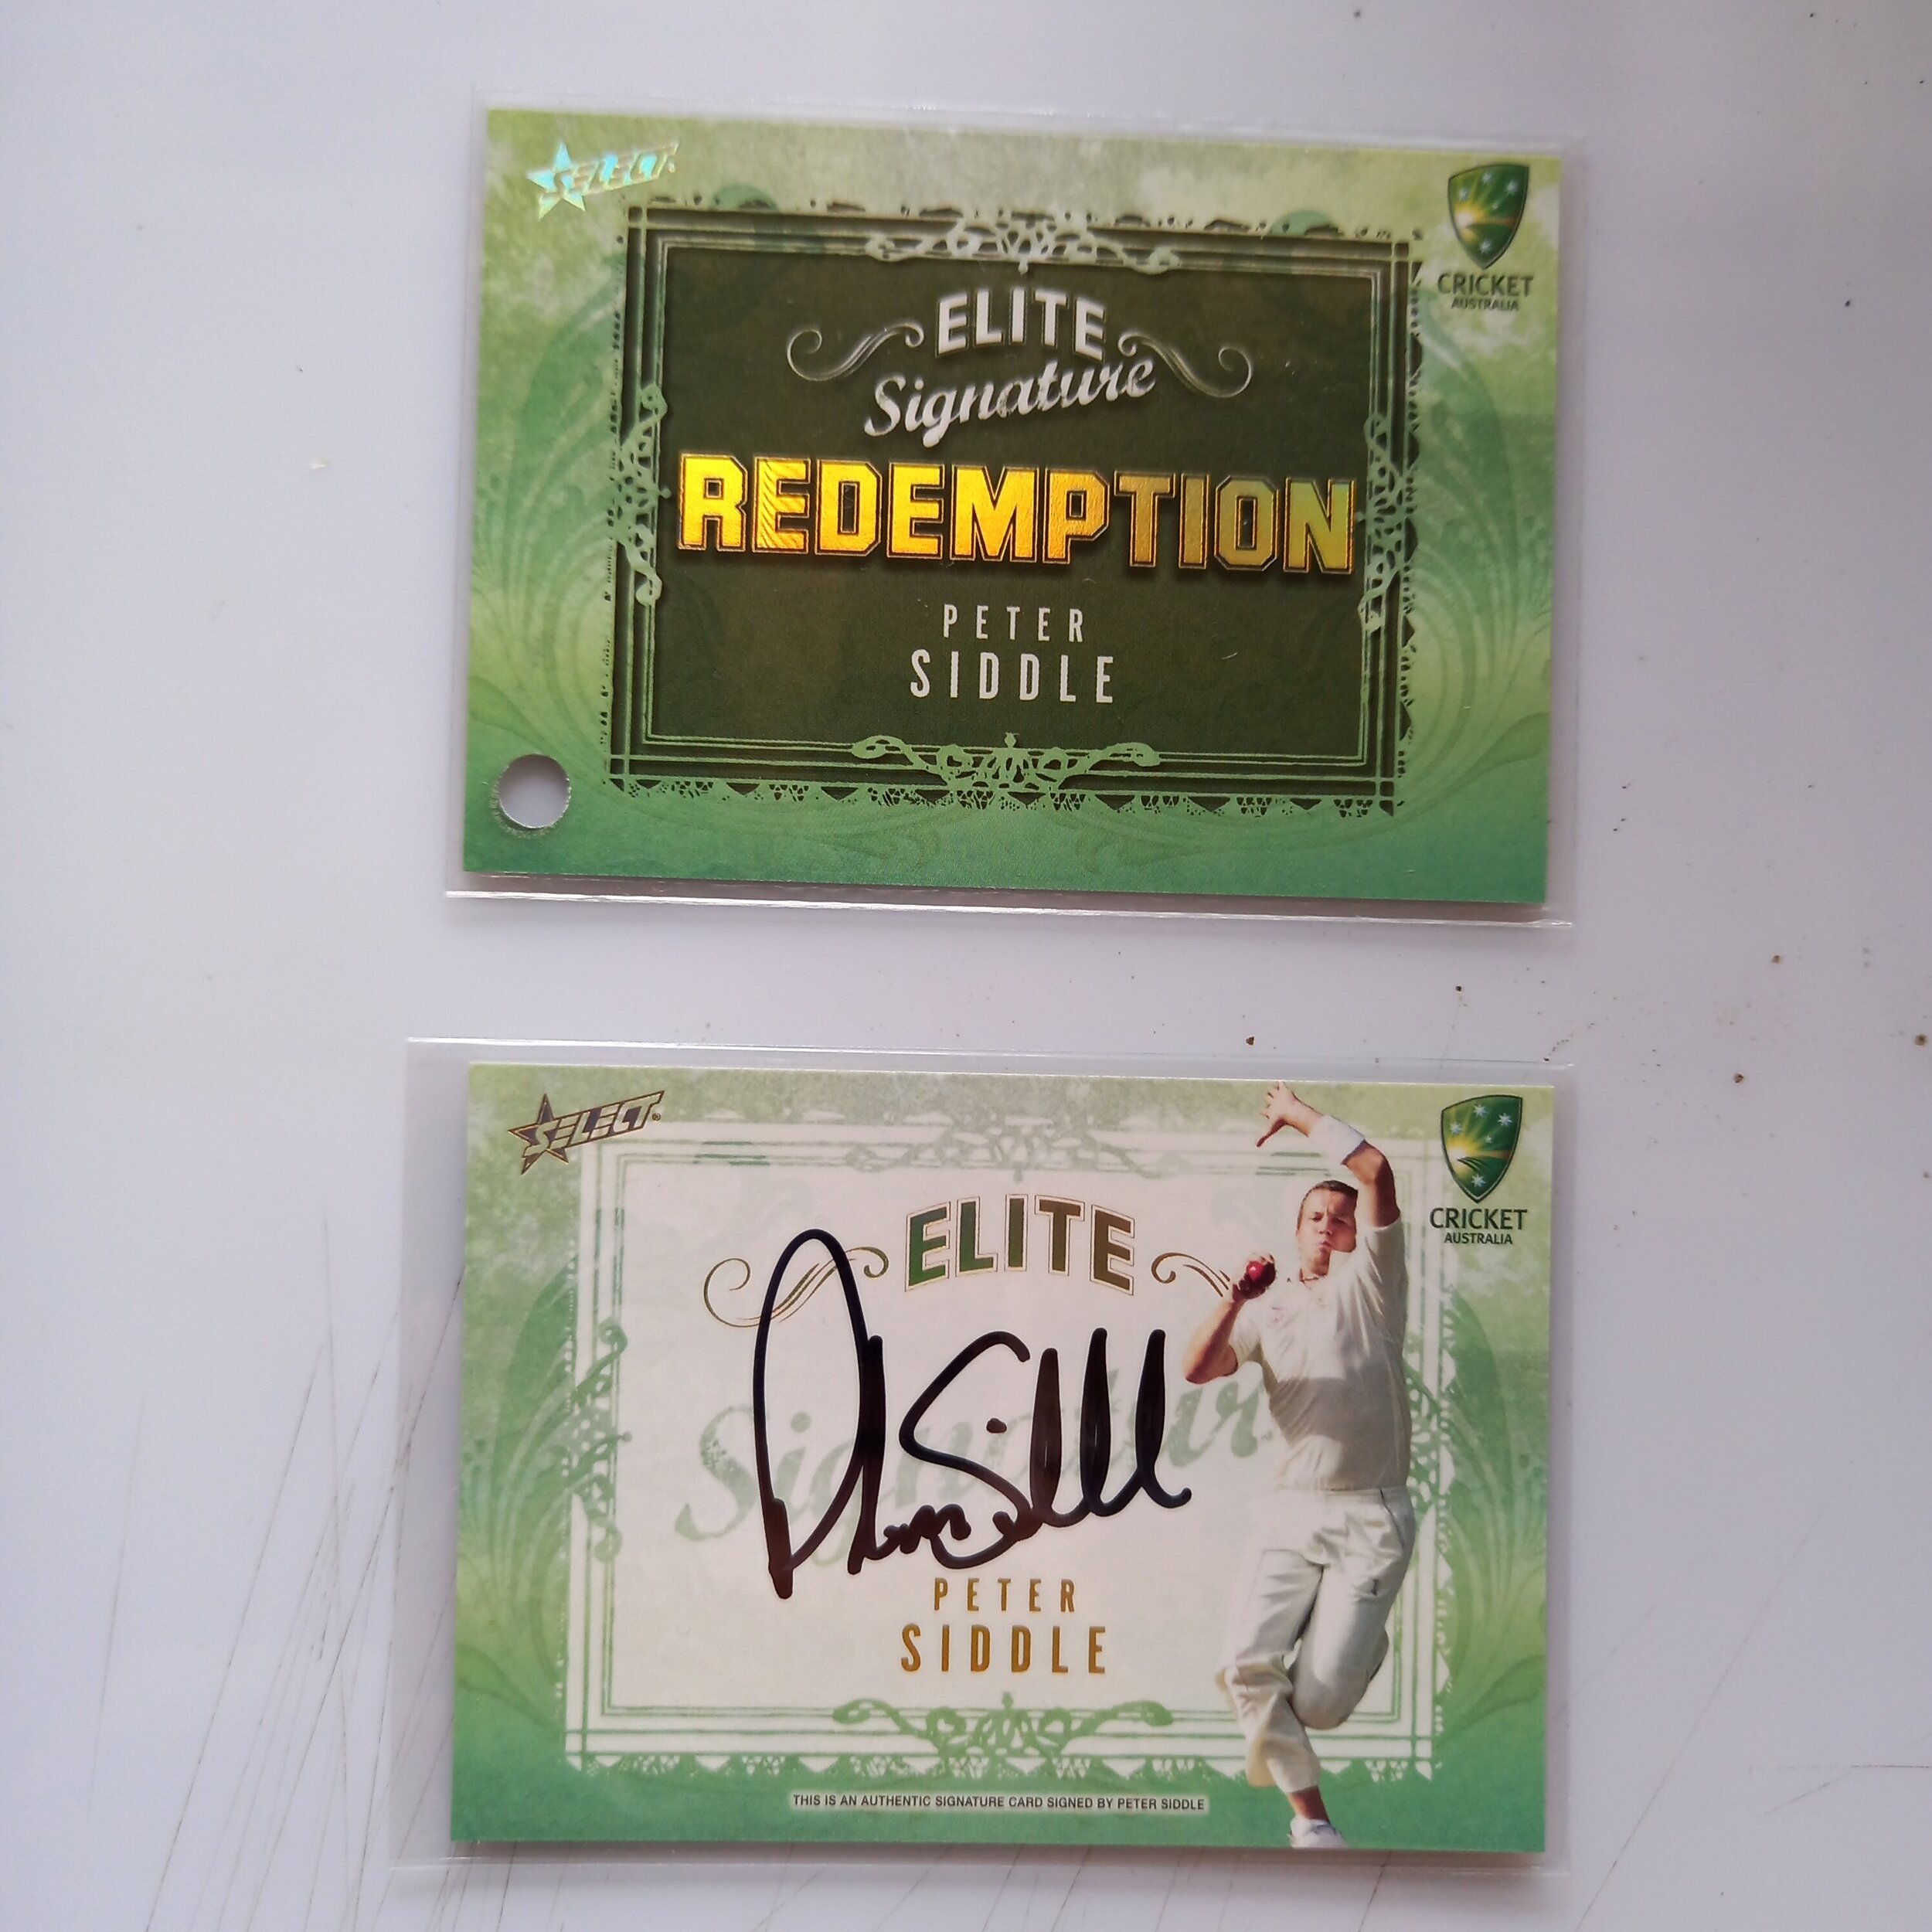 SELECT
CRICKET
AUSTRALIA
ELITE
Signature
REDEMPTION
PETER
SIDDLE
SELECT
CRICKET
AUSTRALIA
ELITE
Signature
PETER
SIDDLE
THIS IS AN AUTHENTIC SIGNATURE CARD SIGNED BY PETER SIDDLE